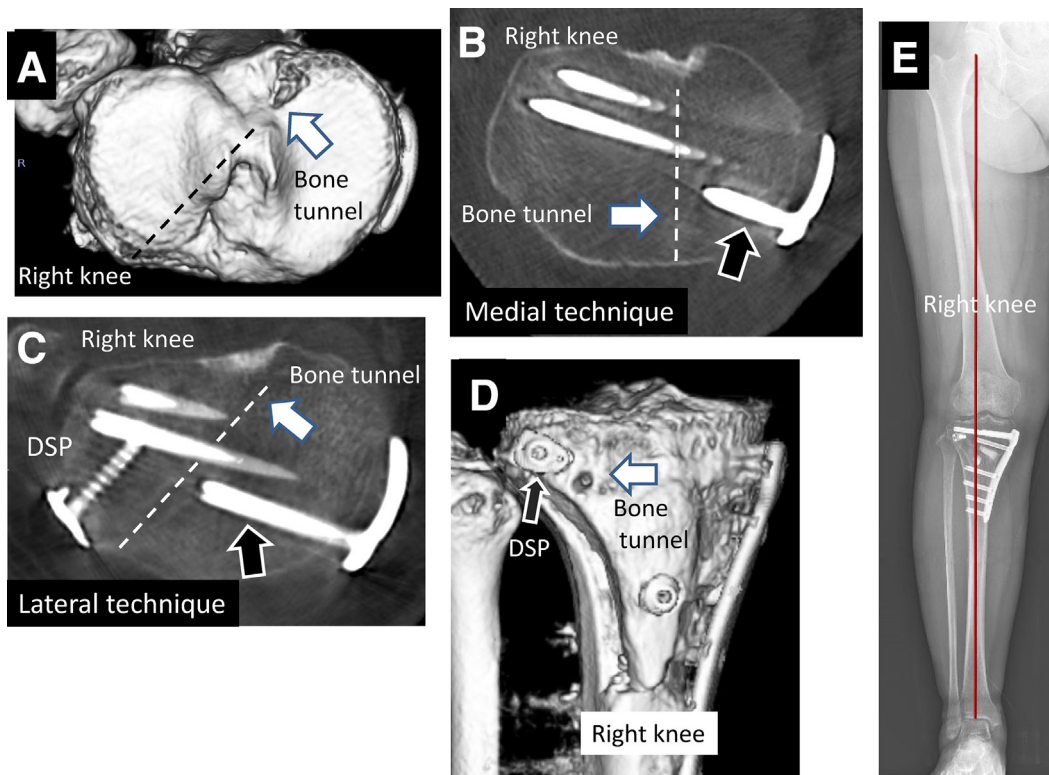 A
R
Bone
tunnel
Right knee
B
Right knee
Bone tunnel
Medial technique
C
Right knee
Bone tunnel
DSP
Lateral technique
D
Bone
tunnel
DSP
Right knee
E
Right knee